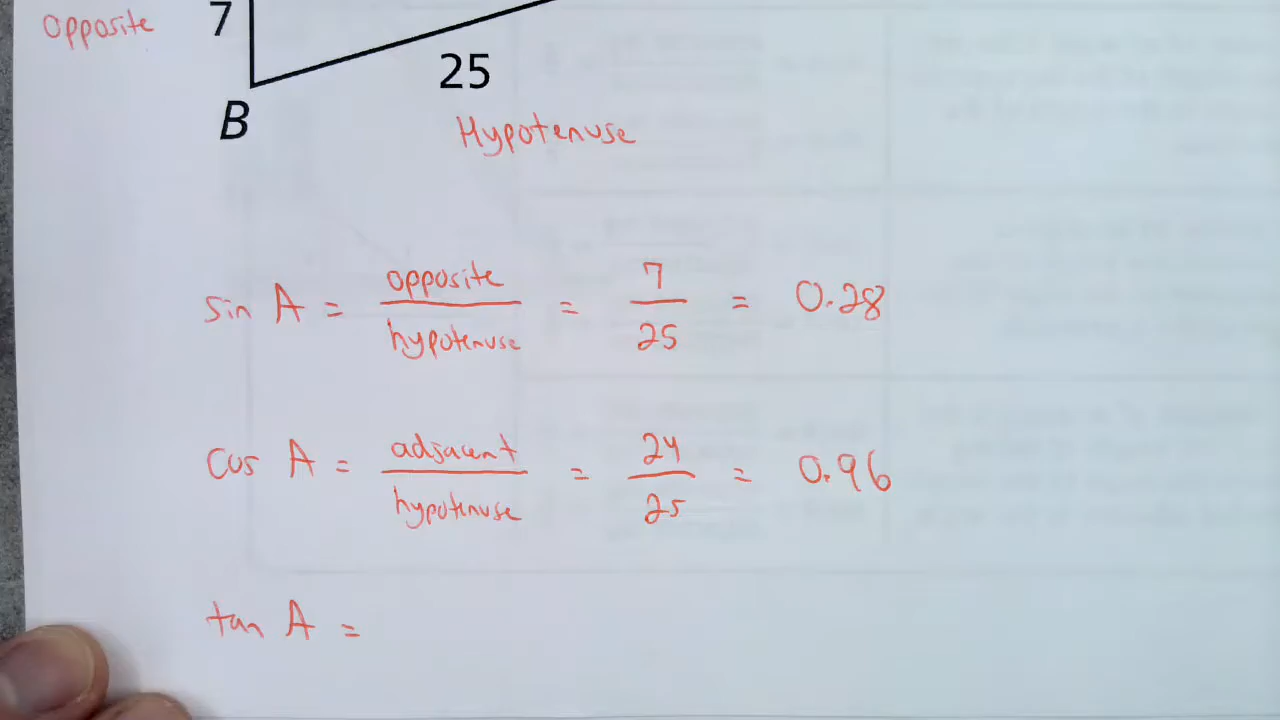 Opposite
7
25
B
Hypotenuse
sin A = opposite / hypotenuse = 7 / 25 = 0.28
cos A = adjacent / hypotenuse = 24 / 25 = 0.96
tan A =